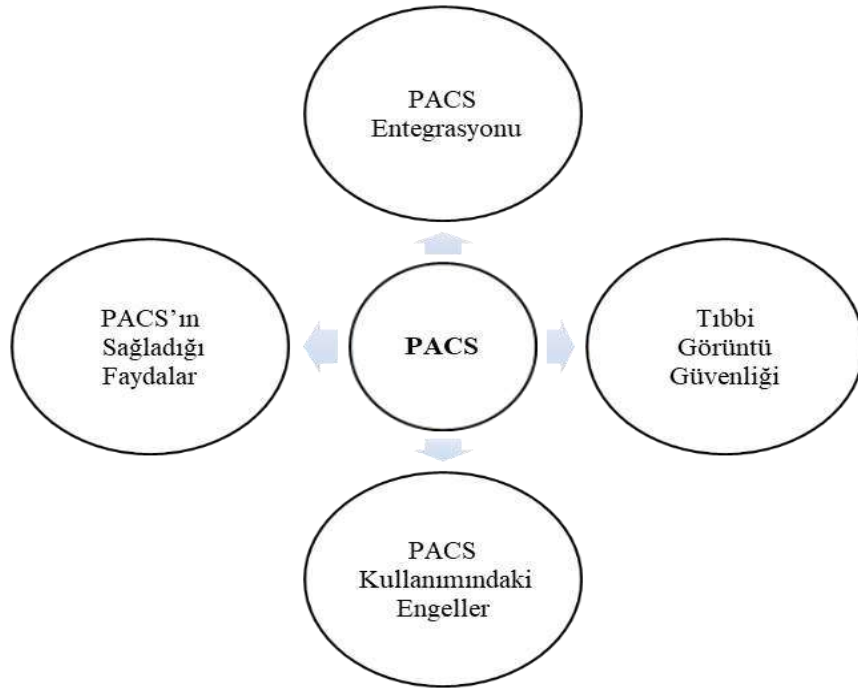 PACS
Entegrasyonu
PACS’ın
Sağladığı
Faydalar
PACS
Tıbbi
Görüntü
Güvenliği
PACS
Kullanımındaki
Engeller